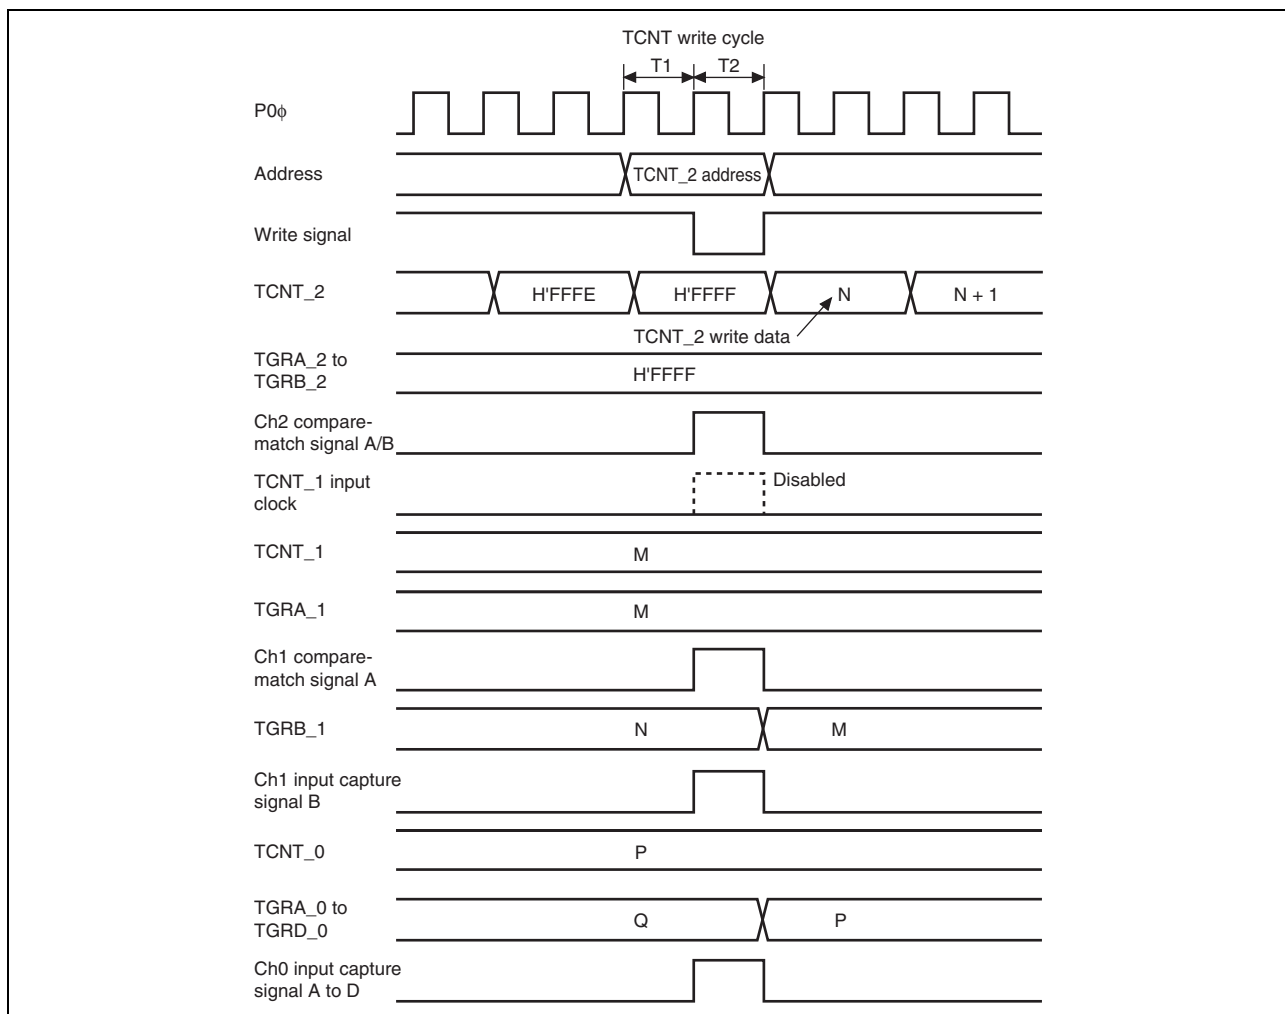 TCNT write cycle
T1 T2
P0ϕ
Address
TCNT_2 address
Write signal
TCNT_2
H'FFFE H'FFFF N N + 1
TCNT_2 write data
TGRA_2 to
TGRB_2
H'FFFF
Ch2 compare-
match signal A/B
TCNT_1 input
clock
Disabled
TCNT_1
M
TGRA_1
M
Ch1 compare-
match signal A
TGRB_1
N M
Ch1 input capture
signal B
TCNT_0
P
TGRA_0 to
TGRD_0
Q P
Ch0 input capture
signal A to D